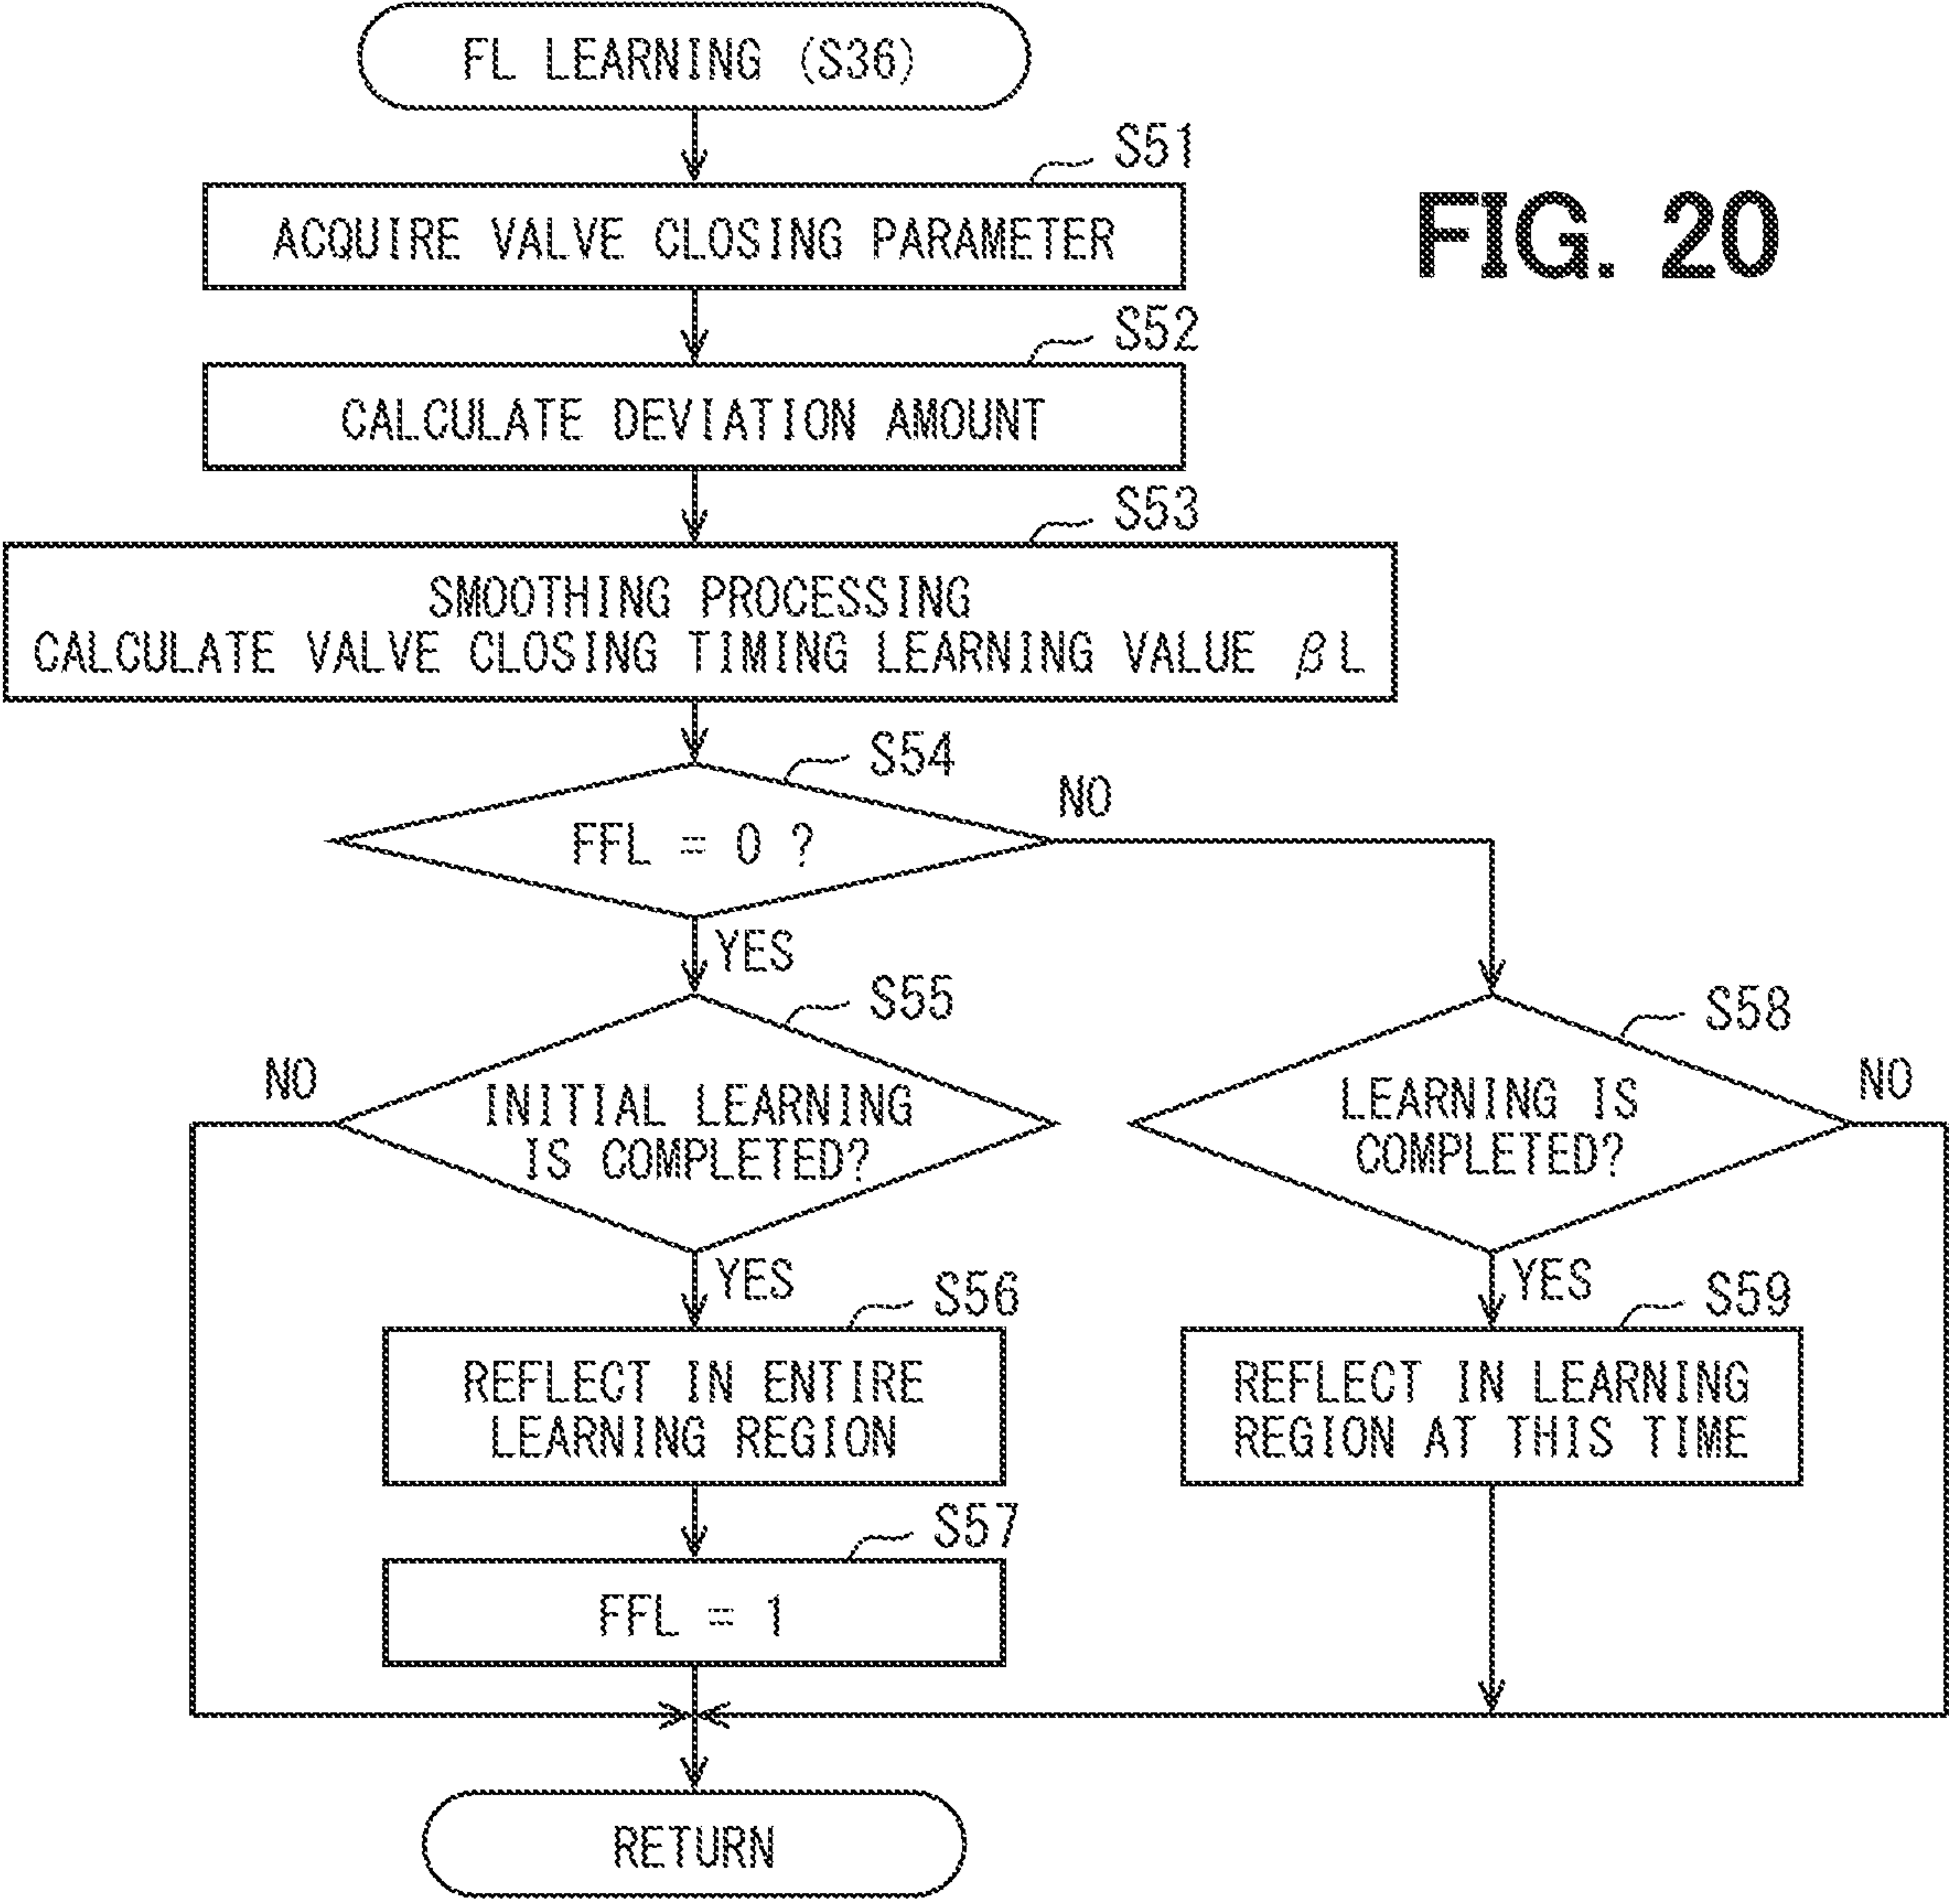 FL LEARNING (S36)
S51
ACQUIRE VALVE CLOSING PARAMETER
FIG. 20
S52
CALCULATE DEVIATION AMOUNT
S53
SMOOTHING PROCESSING
CALCULATE VALVE CLOSING TIMING LEARNING VALUE βL
S54
FFL = 0 ?
NO
YES
S55
INITIAL LEARNING
IS COMPLETED?
NO
YES
S58
LEARNING IS
COMPLETED?
NO
YES
S56
REFLECT IN ENTIRE
LEARNING REGION
S59
REFLECT IN LEARNING
REGION AT THIS TIME
S57
FFL = 1
RETURN